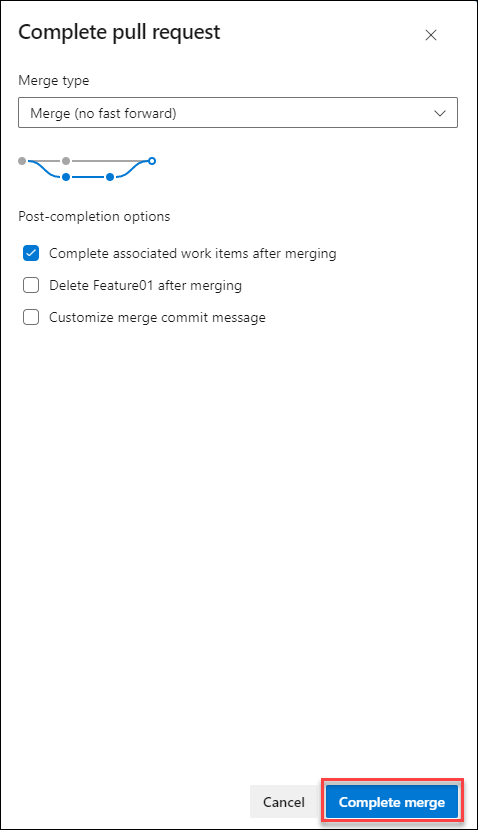 Complete pull request
Merge type
Merge (no fast forward)
Post-completion options
Complete associated work items after merging
Delete Feature01 after merging
Customize merge commit message
Cancel
Complete merge